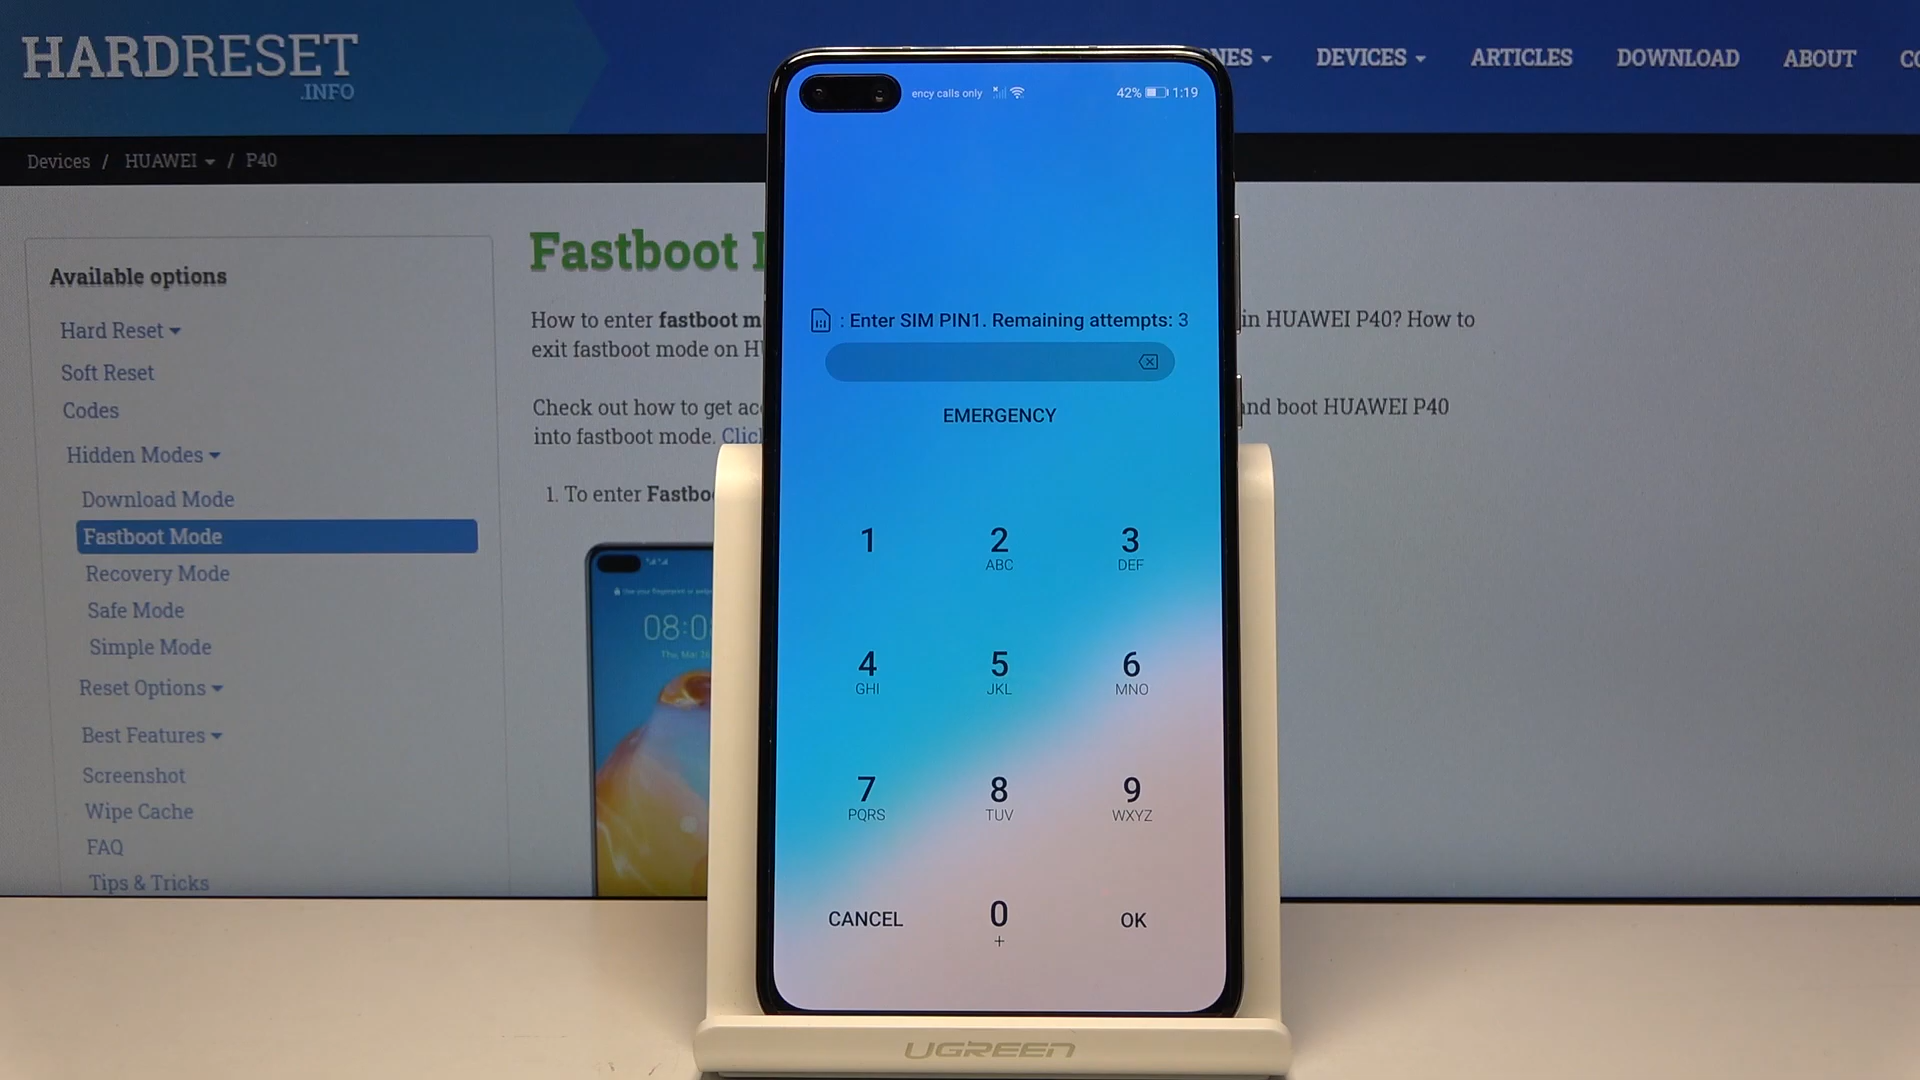 HARDRESET
.INFO
NES
DEVICES
ARTICLES
DOWNLOAD
ABOUT
Devices / HUAWEI / P40
Available options
Hard Reset
Soft Reset
Codes
Hidden Modes
Download Mode
Fastboot Mode
Recovery Mode
Safe Mode
Simple Mode
Reset Options
Best Features
Screenshot
Wipe Cache
FAQ
Tips & Tricks
Fastboot
How to enter fastboot m
in HUAWEI P40? How to
exit fastboot mode on H
Check out how to get
nd boot HUAWEI P40
into fastboot mode. Clic
1. To enter Fastbo
08:0
ency calls only
42% 1:19
: Enter SIM PIN1. Remaining attempts: 3
EMERGENCY
1
2
ABC
3
DEF
4
GHI
5
JKL
6
MNO
7
PQRS
8
TUV
9
WXYZ
CANCEL
0
+
OK
UGREEN